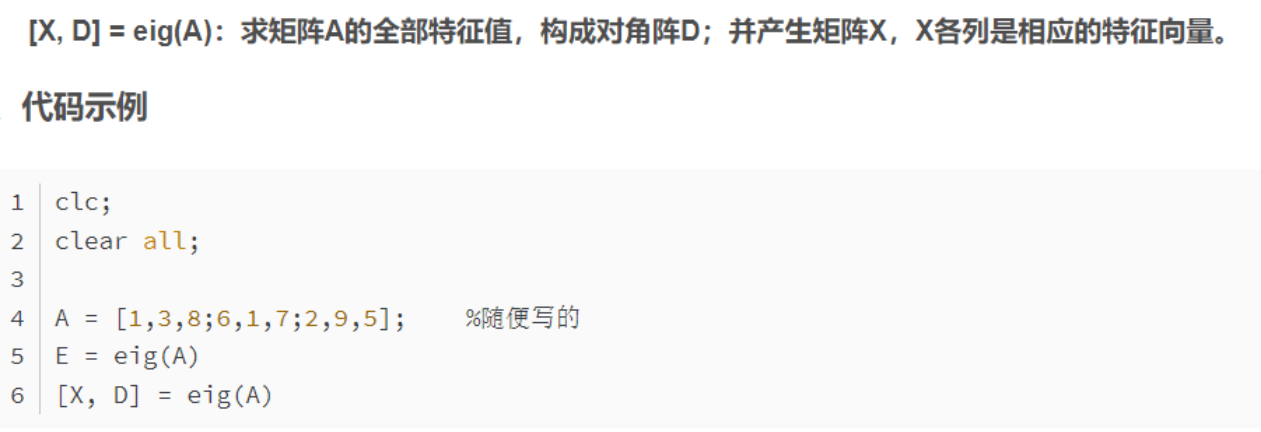 [X, D] = eig(A)：求矩阵A的全部特征值，构成对角阵D；并产生矩阵X，X各列是相应的特征向量。
代码示例
1 clc;
2 clear all;
3
4 A = [1,3,8;6,1,7;2,9,5];    %随便写的
5 E = eig(A)
6 [X, D] = eig(A)